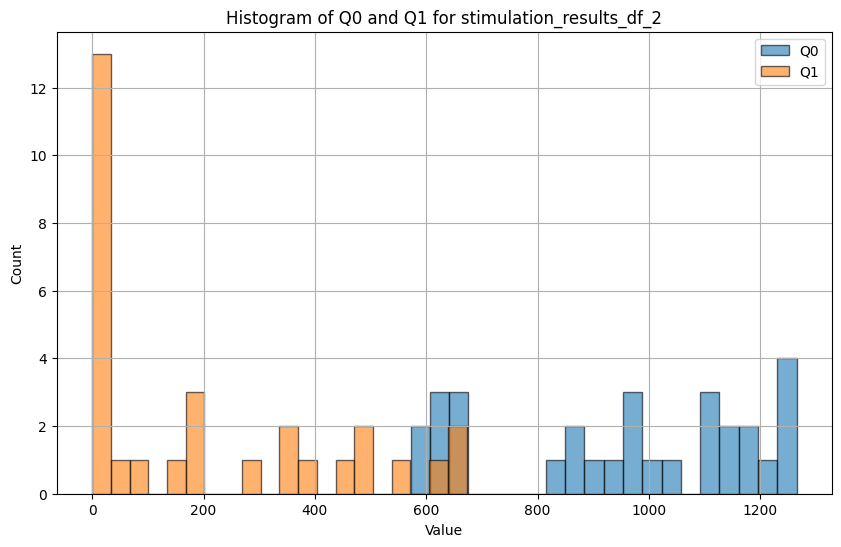 Histogram of Q0 and Q1 for stimulation_results_df_2
Q0
Q1
12
10
8
6
4
2
0
Count
0 200 400 600 800 1000 1200
Value